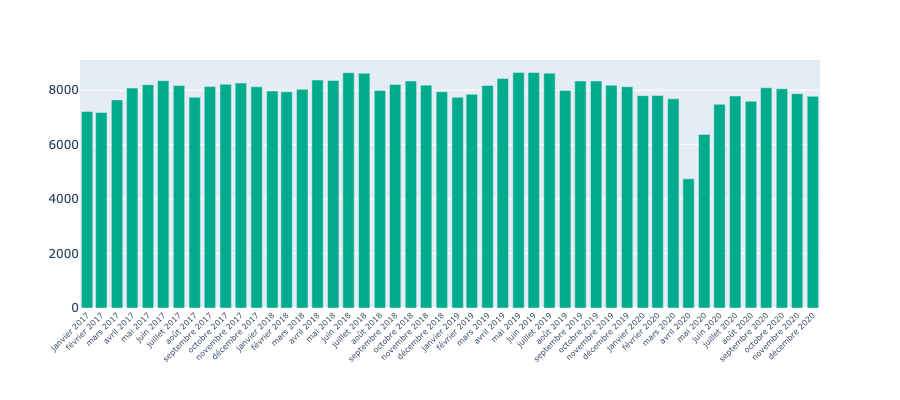 8000
6000
4000
2000
0
janvier 2017
février 2017
mars 2017
avril 2017
mai 2017
juin 2017
juillet 2017
août 2017
septembre 2017
octobre 2017
novembre 2017
décembre 2017
janvier 2018
février 2018
mars 2018
avril 2018
mai 2018
juin 2018
juillet 2018
août 2018
septembre 2018
octobre 2018
novembre 2018
décembre 2018
janvier 2019
février 2019
mars 2019
avril 2019
mai 2019
juin 2019
juillet 2019
août 2019
septembre 2019
octobre 2019
novembre 2019
décembre 2019
janvier 2020
février 2020
mars 2020
avril 2020
mai 2020
juin 2020
juillet 2020
août 2020
septembre 2020
octobre 2020
novembre 2020
décembre 2020